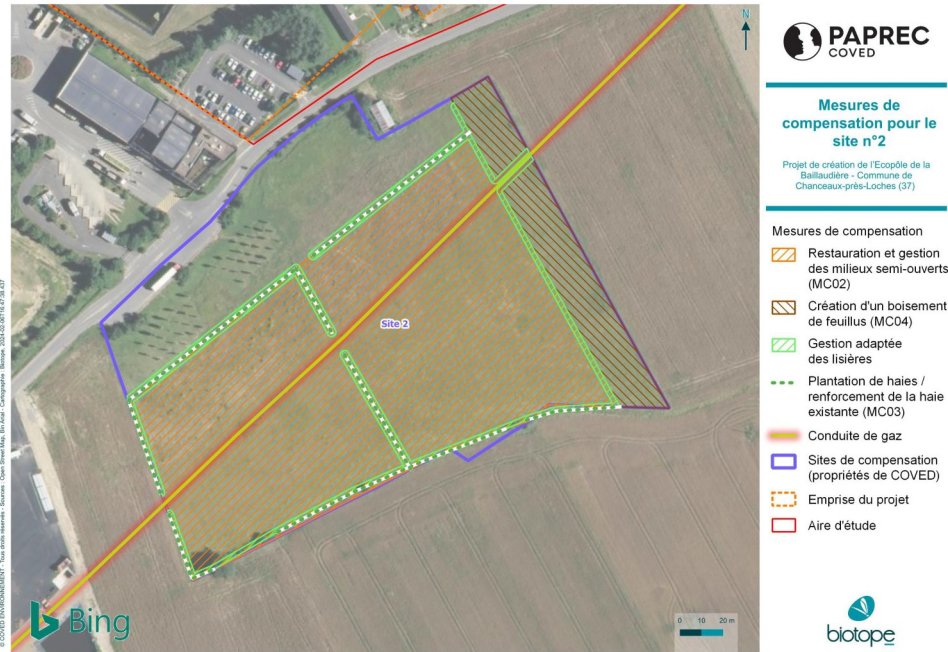 N
PAPREC
COVED
Mesures de
compensation pour le
site n°2
Projet de création de l'Ecopôle de la
Baillaudière - Commune de
Chanceaux-près-Loches (37)
Mesures de compensation
Restauration et gestion
des milieux semi-ouverts
(MC02)
Création d'un boisement
de feuillus (MC04)
Gestion adaptée
des lisières
Plantation de haies /
renforcement de la haie
existante (MC03)
Conduite de gaz
Sites de compensation
(propriétés de COVED)
Emprise du projet
Aire d'étude
biotope
Site 2
Bing
0 10 20 m